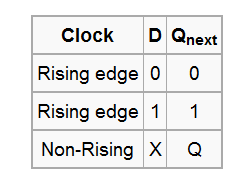 Clock D Qnext
Rising edge 0 0
Rising edge 1 1
Non-Rising X Q